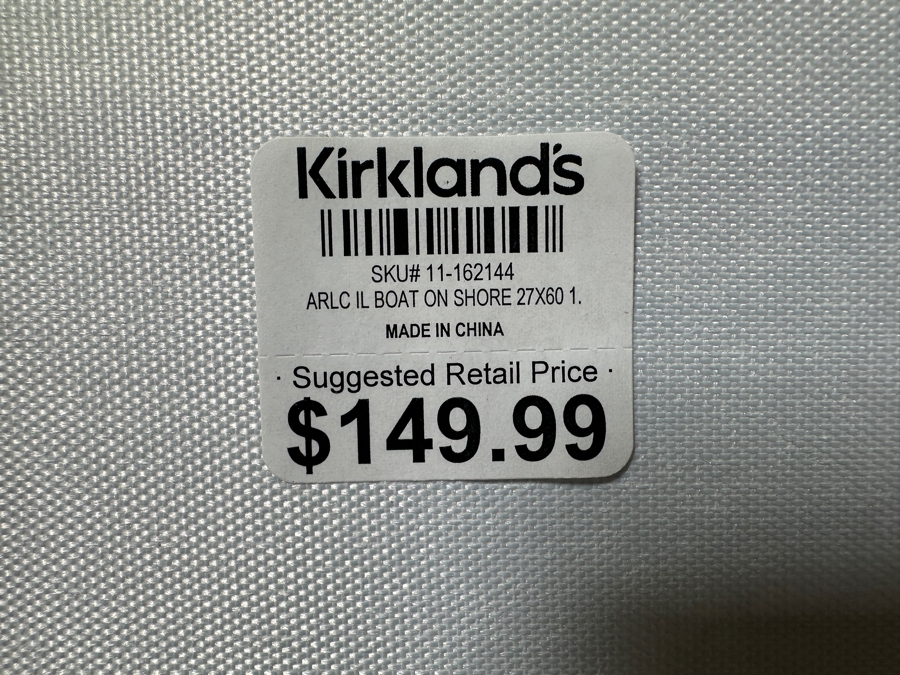 Kirkland's
SKU# 11-162144
ARLC IL BOAT ON SHORE 27X60 1.
MADE IN CHINA
· Suggested Retail Price ·
$149.99